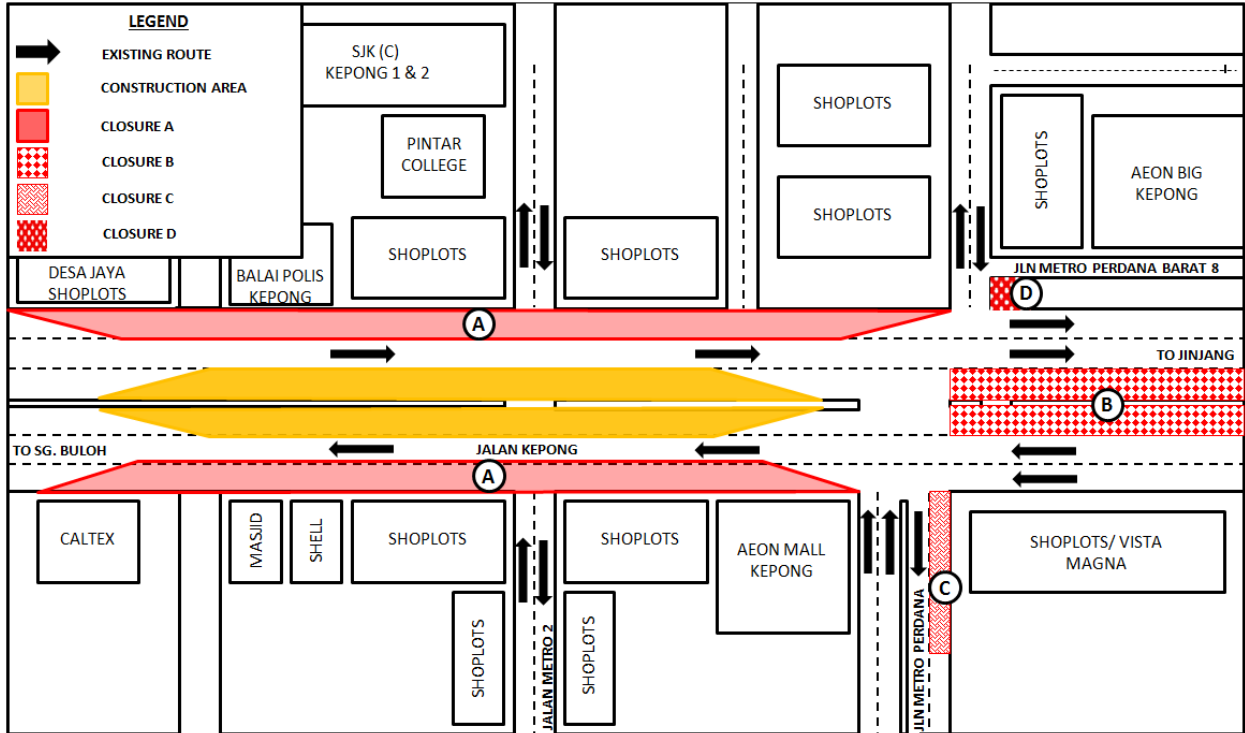 LEGEND
EXISTING ROUTE
CONSTRUCTION AREA
CLOSURE A
CLOSURE B
CLOSURE C
CLOSURE D
SJK (C)
KEPONG 1 & 2
PINTAR
COLLEGE
SHOPLOTS
SHOPLOTS
SHOPLOTS
AEON BIG
KEPONG
DESA JAYA
SHOPLOTS
BALAI POLIS
KEPONG
SHOPLOTS
SHOPLOTS
JLN METRO PERDANA BARAT 8
D
A
TO JINJANG
B
TO SG. BULOH
JALAN KEPONG
A
CALTEX
MASJID
SHELL
SHOPLOTS
SHOPLOTS
AEON MALL
KEPONG
SHOPLOTS/ VISTA
MAGNA
C
SHOPLOTS
JALAN METRO 2
SHOPLOTS
JLN METRO PERDANA